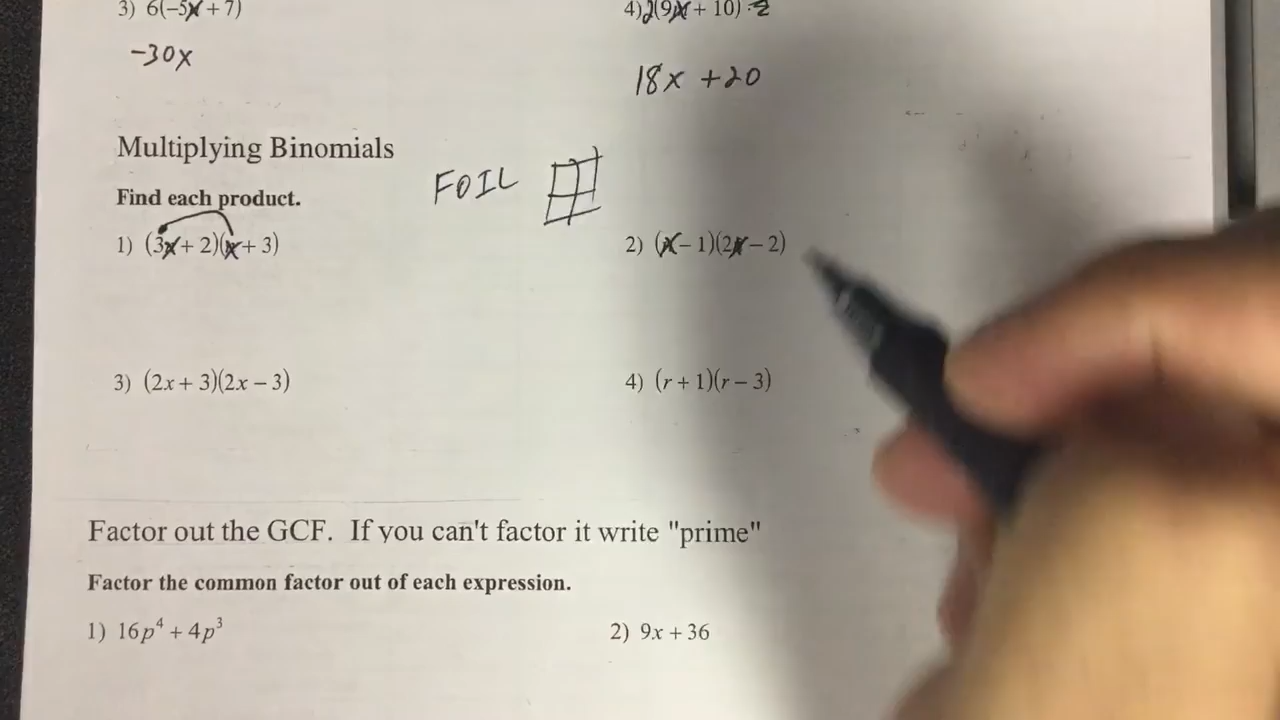 3) 6(-5x + 7)
4) 2(9x + 10) · 2
-30x
18x + 20
Multiplying Binomials
FOIL
Find each product.
1) (3x + 2)(x + 3)
2) (x – 1)(2x – 2)
3) (2x + 3)(2x – 3)
4) (r + 1)(r – 3)
Factor out the GCF. If you can't factor it write "prime"
Factor the common factor out of each expression.
1) 16p⁴ + 4p³
2) 9x + 36